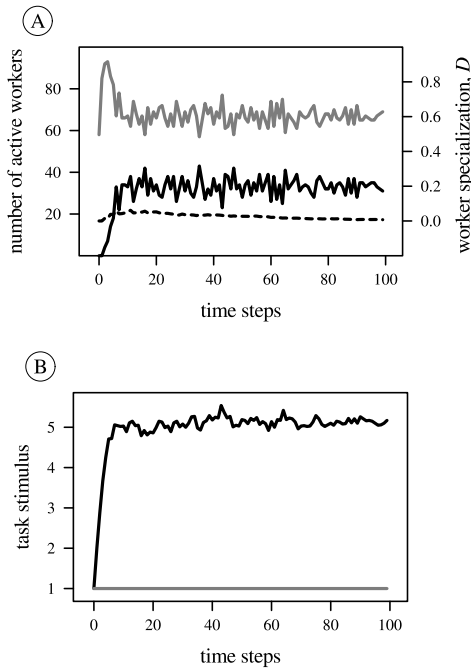 A
number of active workers
80
60
40
20
0.8
0.6
0.4
0.2
0.0
worker specialization, D
0 20 40 60 80 100
time steps
B
task stimulus
5
4
3
2
1
0 20 40 60 80 100
time steps